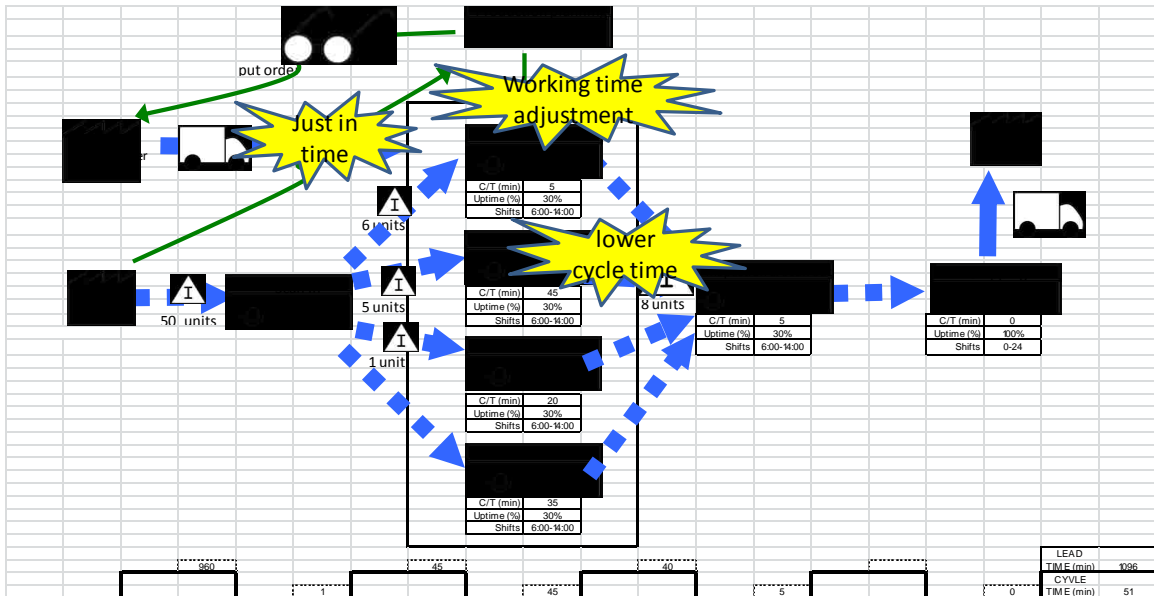 put orde
Working time
adjustment
Just in
time
er
C/T (min) 5
Uptime (%) 30%
Shifts 6:00-14:00
I
6 units
lower
cycle time
I
50 units
I
5 units
C/T (min) 45
Uptime (%) 30%
Shifts 6:00-14:00
I
8 units
C/T (min) 5
Uptime (%) 30%
Shifts 6:00-14:00
C/T (min) 0
Uptime (%) 100%
Shifts 0-24
I
1 unit
C/T (min) 20
Uptime (%) 30%
Shifts 6:00-14:00
C/T (min) 35
Uptime (%) 30%
Shifts 6:00-14:00
960 45 40
LEAD
TIME (min) 1096
1 45 5 0
CYVLE
TIME (min) 51